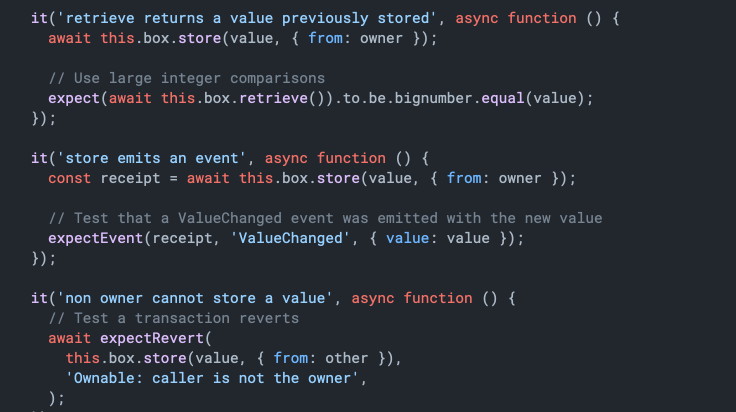 it('retrieve returns a value previously stored', async function () {
  await this.box.store(value, { from: owner });

  // Use large integer comparisons
  expect(await this.box.retrieve()).to.be.bignumber.equal(value);
});

it('store emits an event', async function () {
  const receipt = await this.box.store(value, { from: owner });

  // Test that a ValueChanged event was emitted with the new value
  expectEvent(receipt, 'ValueChanged', { value: value });
});

it('non owner cannot store a value', async function () {
  // Test a transaction reverts
  await expectRevert(
    this.box.store(value, { from: other }),
    'Ownable: caller is not the owner',
  );